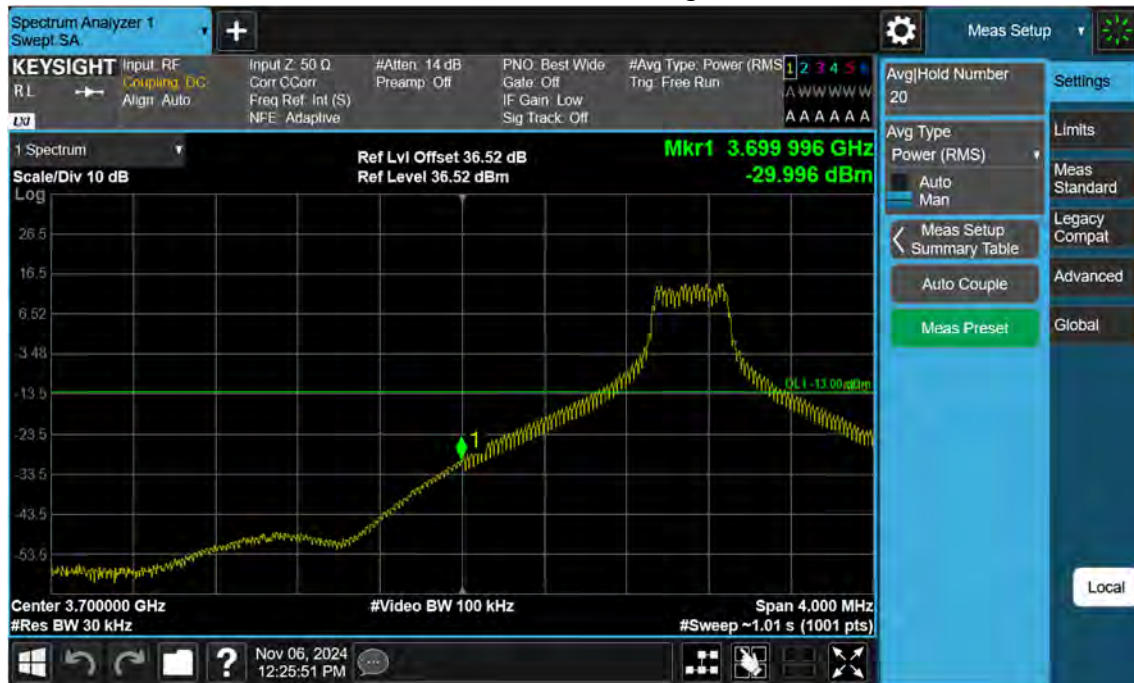 Spectrum Analyzer 1
Swept SA
+
Meas Setup
KEYSIGHT
RL
LXI
Input: RF
Coupling: DC
Align: Auto
Input Z: 50 Ω
Corr CCorr
Freq Ref: Int (S)
NFE: Adaptive
#Atten: 14 dB
Preamp: Off
PNO: Best Wide
Gate: Off
IF Gain: Low
Sig Track: Off
#Avg Type: Power (RMS
Trig: Free Run
1 2 3 4 5 6
A W W W W W
A A A A A A
1 Spectrum
Scale/Div 10 dB
Log
Ref Lvl Offset 36.52 dB
Ref Level 36.52 dBm
Mkr1 3.699 996 GHz
-29.996 dBm
26.5
16.5
6.52
-3.48
-13.5
-23.5
-33.5
-43.5
-53.5
DL1 -13.00 dBm
1
Center 3.700000 GHz
#Res BW 30 kHz
#Video BW 100 kHz
Span 4.000 MHz
#Sweep ~1.01 s (1001 pts)
Avg|Hold Number
20
Avg Type
Power (RMS)
Auto
Man
Meas Setup
Summary Table
Auto Couple
Meas Preset
Settings
Limits
Meas
Standard
Legacy
Compat
Advanced
Global
Local
?
Nov 06, 2024
12:25:51 PM